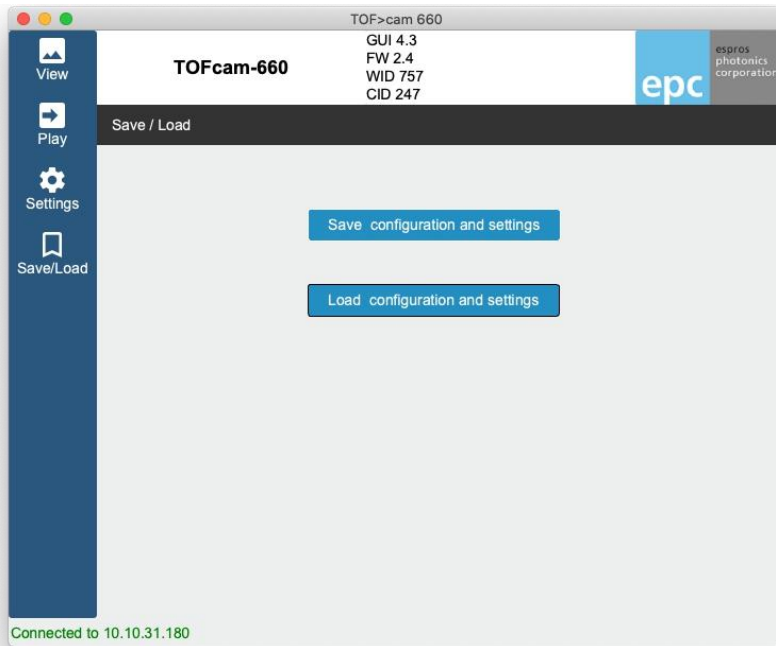 TOF>cam 660
View
Play
Settings
Save/Load
TOFcam-660
GUI 4.3
FW 2.4
WID 757
CID 247
epc
espros
photonics
corporation
Save / Load
Save configuration and settings
Load configuration and settings
Connected to 10.10.31.180